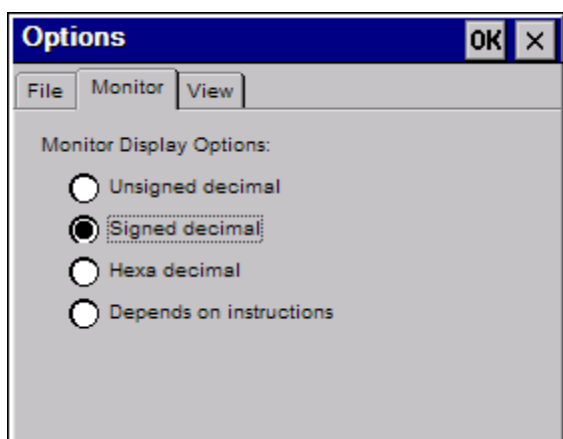 Options OK ×
File Monitor View
Monitor Display Options:
Unsigned decimal
Signed decimal
Hexa decimal
Depends on instructions